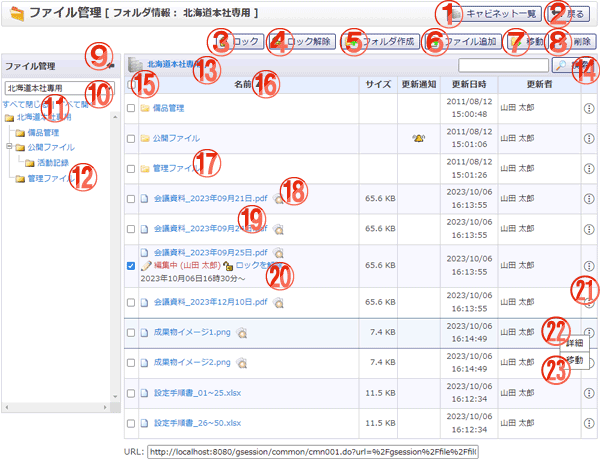 ファイル管理 [ フォルダ情報： 北海道本社専用 ]
① キャビネット一覧 ② 戻る
③ ロック ④ ロック解除 ⑤ フォルダ作成 ⑥ ファイル追加 ⑦ 移動 ⑧ 削除
⑨
ファイル管理
北海道本社専用 ⑩
⑪
すべて閉じる
北海道本社専用
備品管理
公開ファイル
活動記録
管理ファイル ⑫
北海道本社専用 ⑬ ⑭
⑮ 名前 ⑯ サイズ 更新通知 更新日時 更新者
備品管理 2011/08/12 15:00:48 山田 太郎
公開ファイル 2011/08/12 15:01:06 山田 太郎
管理ファイル ⑰ 2011/08/12 15:01:26 山田 太郎
会議資料_2023年09月21日.pdf ⑱ 65.6 KB 2023/10/06 16:13:55 山田 太郎
会議資料_2023年09月24日.pdf ⑲ 65.6 KB 2023/10/06 16:13:55 山田 太郎
会議資料_2023年09月25日.pdf
編集中 (山田 太郎) ロックを ⑳ 65.6 KB 2023/10/06 16:13:55 山田 太郎
2023年10月06日16時30分～
会議資料_2023年12月10日.pdf 65.6 KB 2023/10/06 16:13:55 山田 太郎 ㉑
成果物イメージ1.png 7.4 KB 2023/10/06 16:14:49 山田 太郎 ㉒
詳細
移動 ㉓
成果物イメージ2.png 7.4 KB 2023/10/06 16:14:49 山田 太郎
設定手順書_01～25.xlsx 11.5 KB 2023/10/06 16:12:34 山田 太郎
設定手順書_26～50.xlsx 11.5 KB 2023/10/06 16:12:34 山田 太郎
URL: http://localhost:8080/gsession/common/cmn001.do?url=%2Fgsession%2Ffile%2Ffil